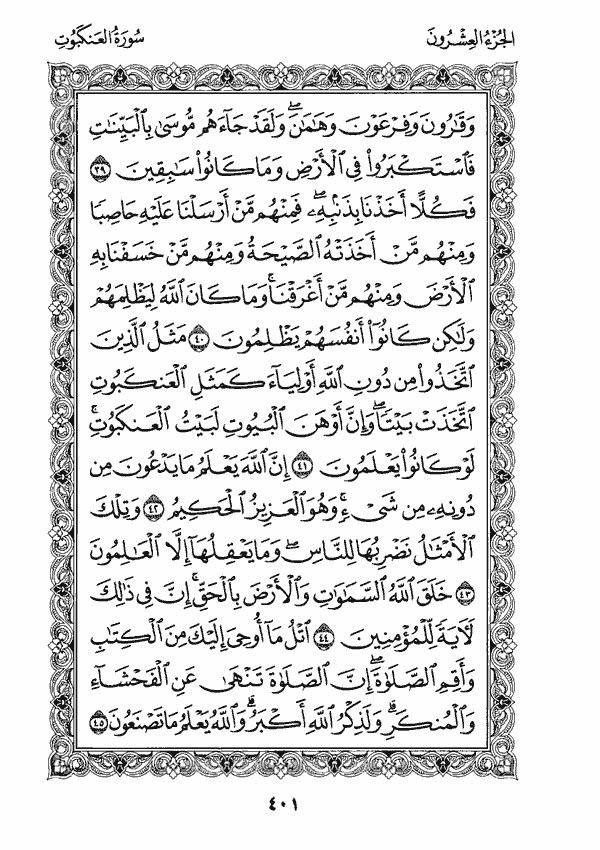 الجُزْءُ العِشْرُونَ
سُورَةُ العَنكَبُوتِ
وَقَٰرُونَ وَفِرْعَوْنَ وَهَٰمَٰنَ ۖ وَلَقَدْ جَآءَهُم مُّوسَىٰ بِٱلْبَيِّنَٰتِ
فَٱسْتَكْبَرُوا۟ فِى ٱلْأَرْضِ وَمَا كَانُوا۟ سَٰبِقِينَ ٣٩
فَكُلًّا أَخَذْنَا بِذَنۢبِهِۦ ۖ فَمِنْهُم مَّنْ أَرْسَلْنَا عَلَيْهِ حَاصِبًا
وَمِنْهُم مَّنْ أَخَذَتْهُ ٱلصَّيْحَةُ وَمِنْهُم مَّنْ خَسَفْنَا بِهِ
ٱلْأَرْضَ وَمِنْهُم مَّنْ أَغْرَقْنَا ۚ وَمَا كَانَ ٱللَّهُ لِيَظْلِمَهُمْ
وَلَٰكِن كَانُوٓا۟ أَنفُسَهُمْ يَظْلِمُونَ ٤٠ مَثَلُ ٱلَّذِينَ
ٱتَّخَذُوا۟ مِن دُونِ ٱللَّهِ أَوْلِيَآءَ كَمَثَلِ ٱلْعَنكَبُوتِ
ٱتَّخَذَتْ بَيْتًا ۖ وَإِنَّ أَوْهَنَ ٱلْبُيُوتِ لَبَيْتُ ٱلْعَنكَبُوتِ ۖ
لَوْ كَانُوا۟ يَعْلَمُونَ ٤١ إِنَّ ٱللَّهَ يَعْلَمُ مَا يَدْعُونَ مِن
دُونِهِۦ مِن شَىْءٍ ۚ وَهُوَ ٱلْعَزِيزُ ٱلْحَكِيمُ ٤٢ وَتِلْكَ
ٱلْأَمْثَٰلُ نَضْرِبُهَا لِلنَّاسِ ۖ وَمَا يَعْقِلُهَآ إِلَّا ٱلْعَٰلِمُونَ
٤٣ خَلَقَ ٱللَّهُ ٱلسَّمَٰوَٰتِ وَٱلْأَرْضَ بِٱلْحَقِّ ۚ إِنَّ فِى ذَٰلِكَ
لَءَايَةً لِّلْمُؤْمِنِينَ ٤٤ ٱتْلُ مَآ أُوحِىَ إِلَيْكَ مِنَ ٱلْكِتَٰبِ
وَأَقِمِ ٱلصَّلَوٰةَ ۖ إِنَّ ٱلصَّلَوٰةَ تَنْهَىٰ عَنِ ٱلْفَحْشَآءِ
وَٱلْمُنكَرِ ۗ وَلَذِكْرُ ٱللَّهِ أَكْبَرُ ۗ وَٱللَّهُ يَعْلَمُ مَا تَصْنَعُونَ ٤٥
٤٠١